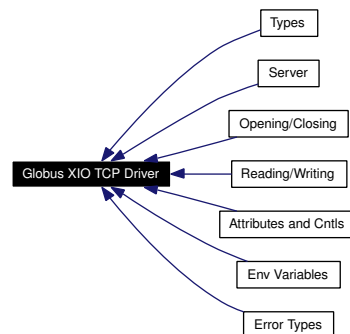 Types
Server
Opening/Closing
Globus XIO TCP Driver
Reading/Writing
Attributes and Cntls
Env Variables
Error Types